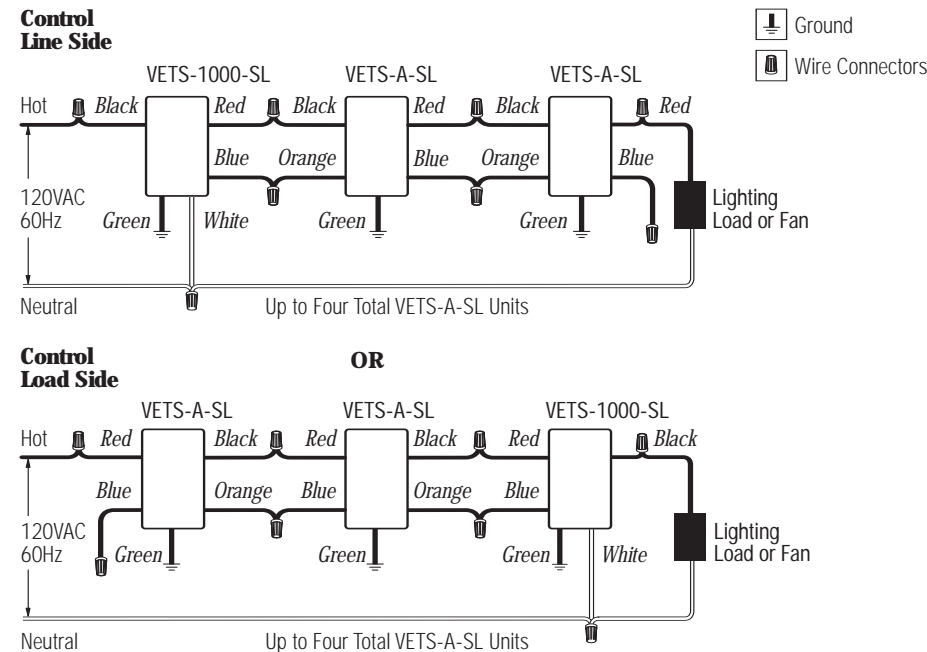 Control
Line Side
Ground
Wire Connectors
VETS-1000-SL VETS-A-SL VETS-A-SL
Hot Black Red Black Red Black Red
Blue Orange Blue Orange Blue
120VAC
60Hz
Green White Green Green
Lighting
Load or Fan
Neutral Up to Four Total VETS-A-SL Units
Control
Load Side
OR
VETS-A-SL VETS-A-SL VETS-1000-SL
Hot Red Black Red Black Red Black
Blue Orange Blue Orange Blue
120VAC
60Hz
Green Green Green White
Lighting
Load or Fan
Neutral Up to Four Total VETS-A-SL Units